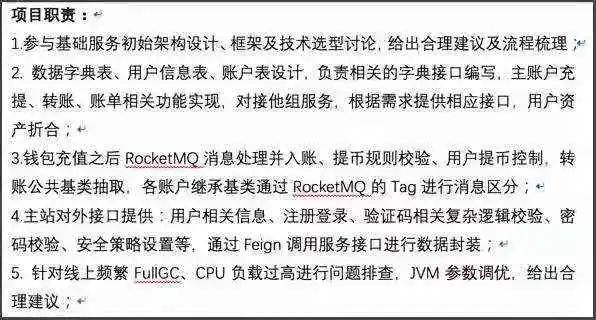 项目职责：
1.参与基础服务初始架构设计、框架及技术选型讨论，给出合理建议及流程梳理；
2. 数据字典表、用户信息表、账户表设计，负责相关的字典接口编写，主账户充
提、转账、账单相关功能实现，对接他组服务，根据需求提供相应接口，用户资
产折合；
3.钱包充值之后 RocketMQ 消息处理并入账、提币规则校验、用户提币控制，转
账公共基类抽取，各账户继承基类通过 RocketMQ 的 Tag 进行消息区分；
4.主站对外接口提供：用户相关信息、注册登录、验证码相关复杂逻辑校验、密
码校验、安全策略设置等，通过 Feign 调用服务接口进行数据封装；
5. 针对线上频繁 FullGC、CPU 负载过高进行问题排查，JVM 参数调优，给出合
理建议；